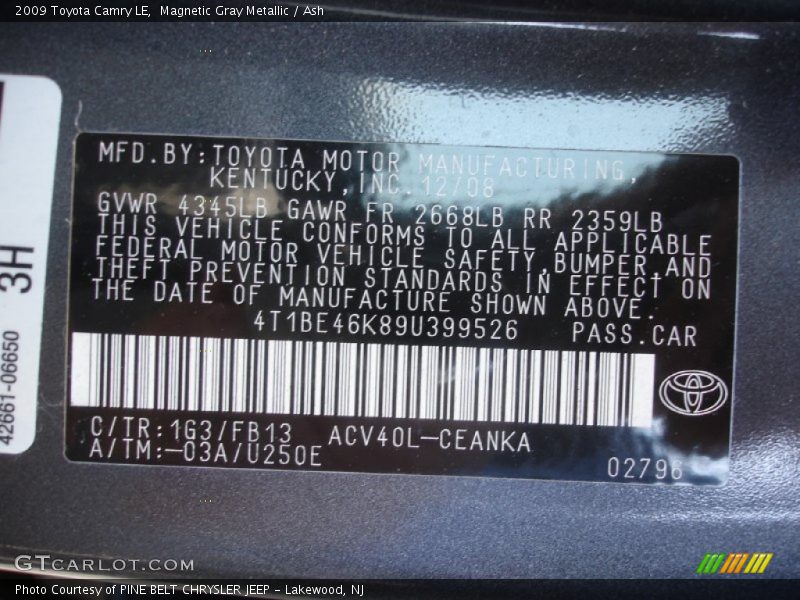 2009 Toyota Camry LE, Magnetic Gray Metallic / Ash
MFD.BY:TOYOTA MOTOR MANUFACTURING,
KENTUCKY,INC. 12/08
GVWR 4345LB GAWR FR 2668LB RR 2359LB
THIS VEHICLE CONFORMS TO ALL APPLICABLE
FEDERAL MOTOR VEHICLE SAFETY,BUMPER,AND
THEFT PREVENTION STANDARDS IN EFFECT ON
THE DATE OF MANUFACTURE SHOWN ABOVE.
4T1BE46K89U399526 PASS.CAR
C/TR:1G3/FB13 ACV40L-CEANKA
A/TM:-03A/U250E
02796
3H
42661-06650
GTCARLOT.COM
Photo Courtesy of PINE BELT CHRYSLER JEEP - Lakewood, NJ